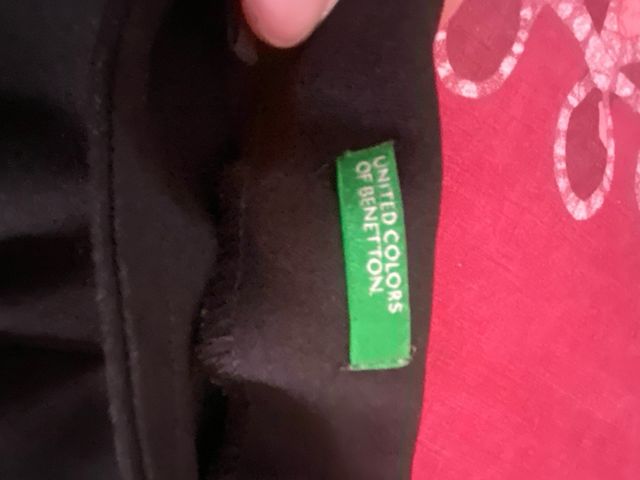 UNITED COLORS
OF BENETTON.